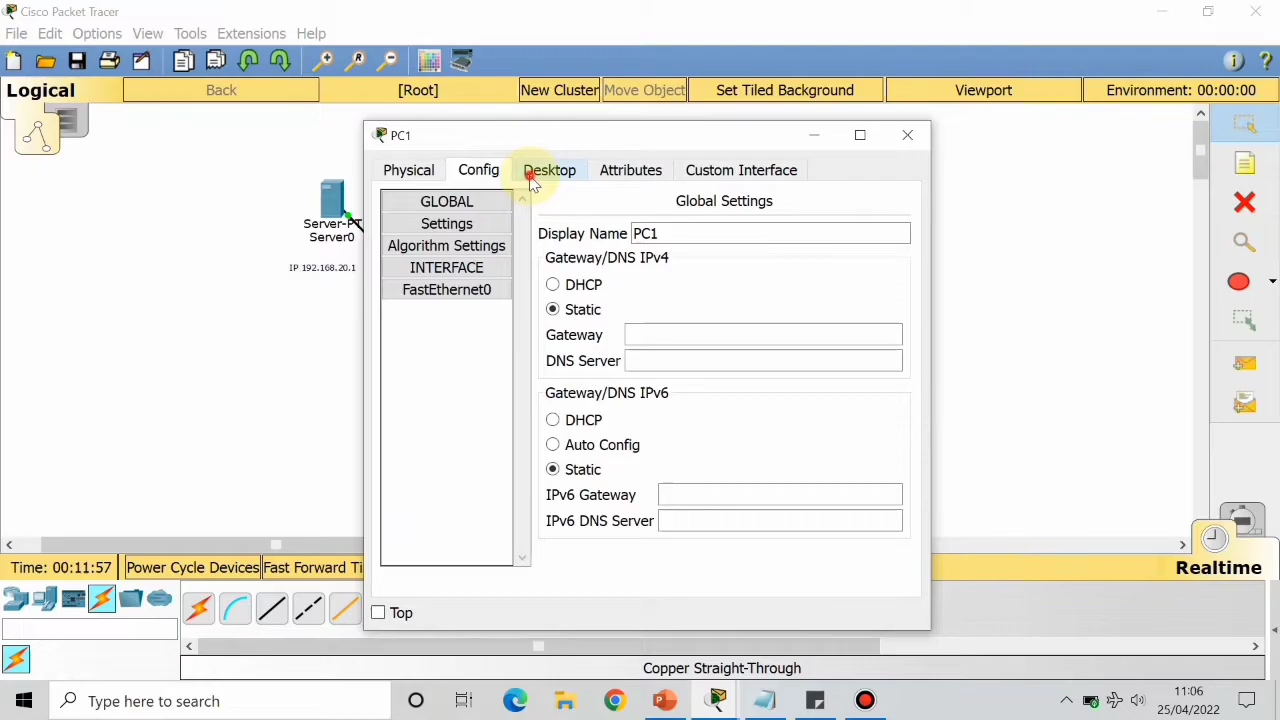 Cisco Packet Tracer
File Edit Options View Tools Extensions Help
Logical Back [Root] New Cluster Move Object Set Tiled Background Viewport Environment: 00:00:00
PC1
Physical Config Desktop Attributes Custom Interface
GLOBAL
Settings
Algorithm Settings
INTERFACE
FastEthernet0
Global Settings
Display Name PC1
Gateway/DNS IPv4
DHCP
Static
Gateway
DNS Server
Gateway/DNS IPv6
DHCP
Auto Config
Static
IPv6 Gateway
IPv6 DNS Server
Top
Server-PT
Server0
IP 192.168.20.1
Time: 00:11:57 Power Cycle Devices Fast Forward Ti
Realtime
Copper Straight-Through
Type here to search
11:06
25/04/2022